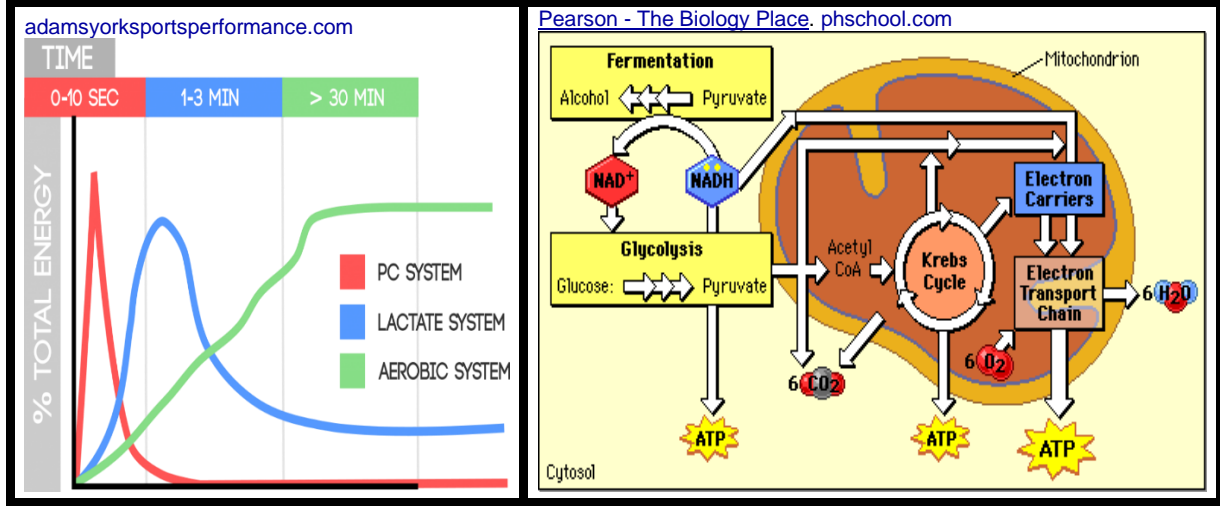 adamsyorksportsperformance.com
TIME
0-10 SEC
1-3 MIN
> 30 MIN
% TOTAL ENERGY
PC SYSTEM
LACTATE SYSTEM
AEROBIC SYSTEM
Pearson - The Biology Place. phschool.com
Fermentation
Alcohol
Pyruvate
Mitochondrion
NAD+
NADH
Electron
Carriers
Glycolysis
Glucose:
Pyruvate
Acetyl
CoA
Krebs
Cycle
Electron
Transport
Chain
6 H2O
6 O2
6 CO2
ATP
ATP
ATP
Cytosol